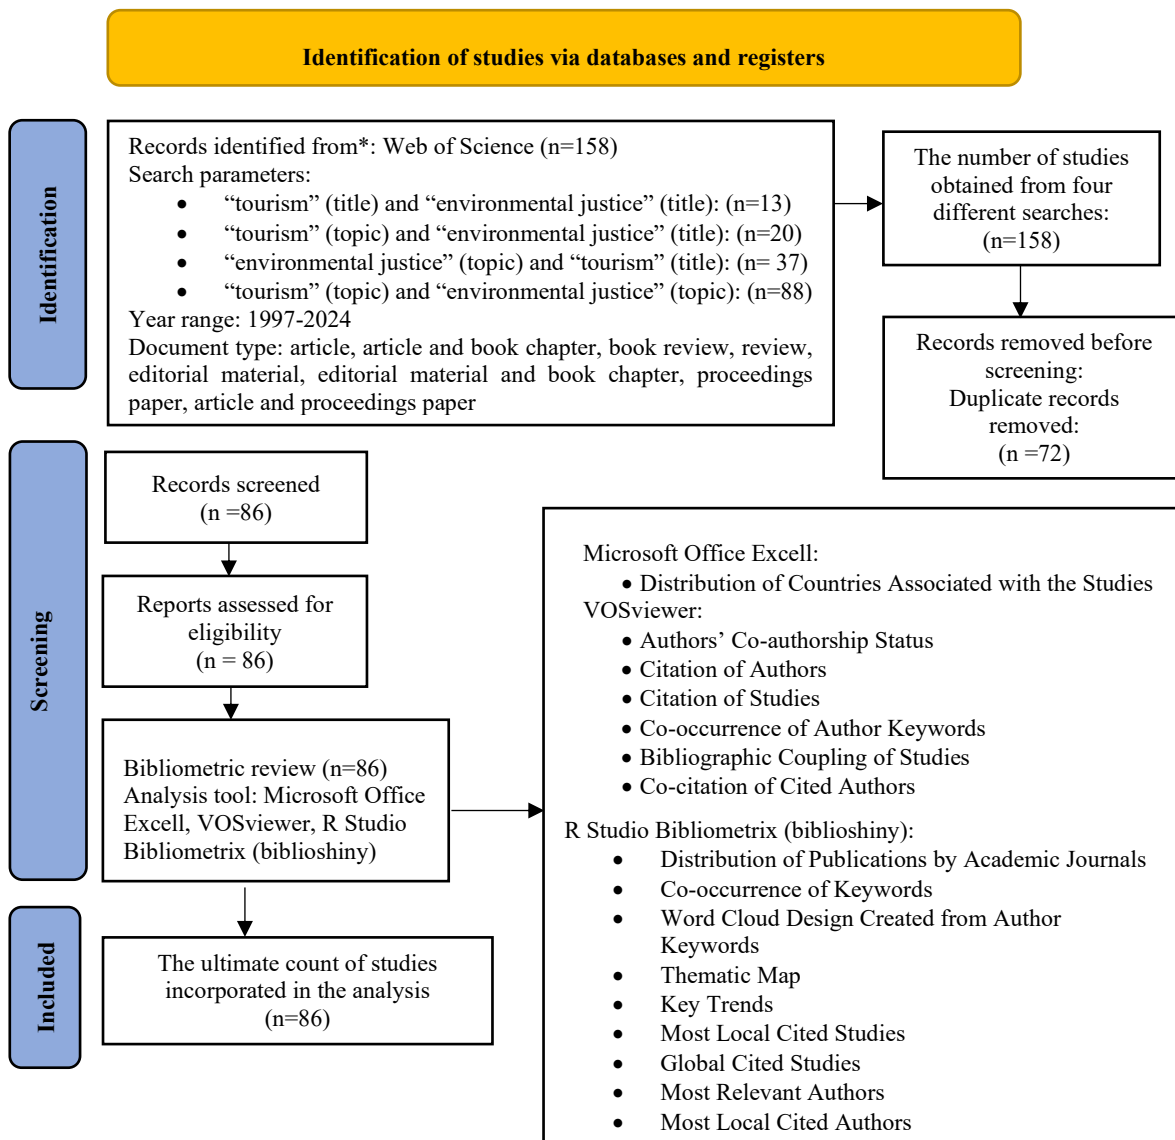 Identification of studies via databases and registers
Identification
Records identified from*: Web of Science (n=158)
Search parameters:
• “tourism” (title) and “environmental justice” (title): (n=13)
• “tourism” (topic) and “environmental justice” (title): (n=20)
• “environmental justice” (topic) and “tourism” (title): (n= 37)
• “tourism” (topic) and “environmental justice” (topic): (n=88)
Year range: 1997-2024
Document type: article, article and book chapter, book review, review,
editorial material, editorial material and book chapter, proceedings
paper, article and proceedings paper
The number of studies
obtained from four
different searches:
(n=158)
Records removed before
screening:
Duplicate records
removed:
(n =72)
Screening
Records screened
(n =86)
Reports assessed for
eligibility
(n = 86)
Bibliometric review (n=86)
Analysis tool: Microsoft Office
Excell, VOSviewer, R Studio
Bibliometrix (biblioshiny)
Microsoft Office Excell:
• Distribution of Countries Associated with the Studies
VOSviewer:
• Authors’ Co-authorship Status
• Citation of Authors
• Citation of Studies
• Co-occurrence of Author Keywords
• Bibliographic Coupling of Studies
• Co-citation of Cited Authors
R Studio Bibliometrix (biblioshiny):
• Distribution of Publications by Academic Journals
• Co-occurrence of Keywords
• Word Cloud Design Created from Author
Keywords
• Thematic Map
• Key Trends
• Most Local Cited Studies
• Global Cited Studies
• Most Relevant Authors
• Most Local Cited Authors
Included
The ultimate count of studies
incorporated in the analysis
(n=86)